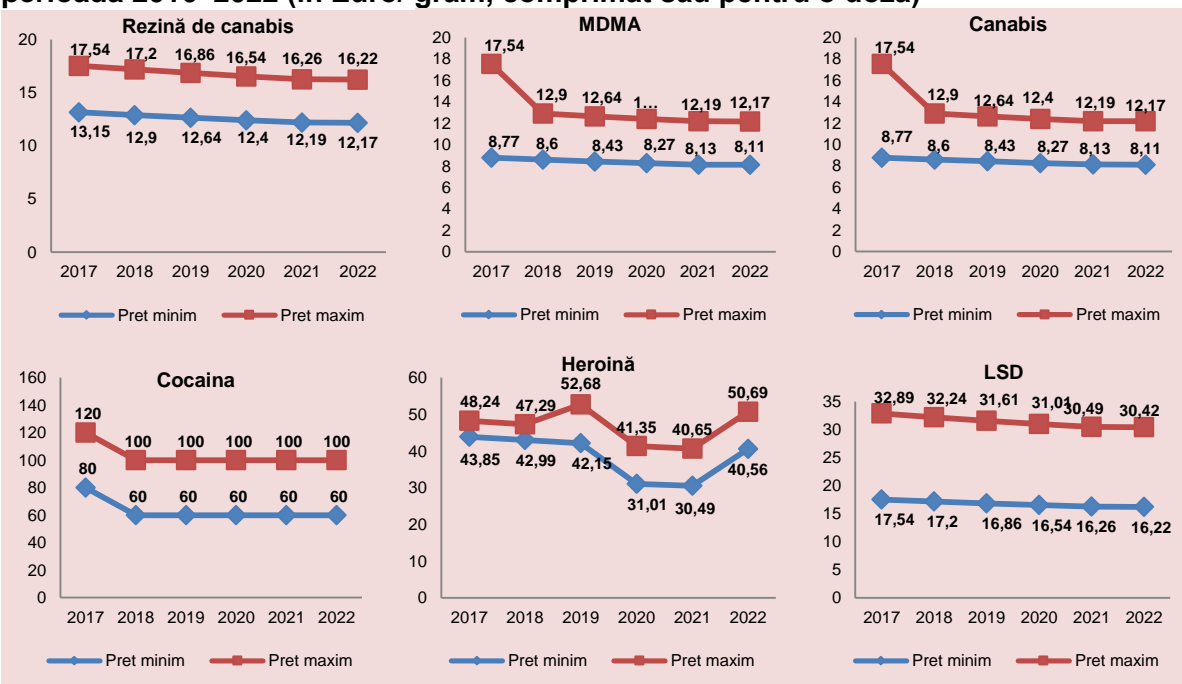 perioada (în Euro/ gram, comprimat sau pentru o doză)
Rezină de canabis
20
15
10
5
0
17,54 17,2 16,86 16,54 16,26 16,22
13,15 12,9 12,64 12,4 12,19 12,17
2017 2018 2019 2020 2021 2022
Pret minim Pret maxim
MDMA
20
18
16
14
12
10
8
6
4
2
0
17,54 12,9 12,64 1... 12,19 12,17
8,77 8,6 8,43 8,27 8,13 8,11
2017 2018 2019 2020 2021 2022
Pret minim Pret maxim
Canabis
20
18
16
14
12
10
8
6
4
2
0
17,54 12,9 12,64 12,4 12,19 12,17
8,77 8,6 8,43 8,27 8,13 8,11
2017 2018 2019 2020 2021 2022
Pret minim Pret maxim
Cocaina
160
140
120
100
80
60
40
20
0
120 100 100 100 100 100
80 60 60 60 60 60
2017 2018 2019 2020 2021 2022
Pret minim Pret maxim
Heroină
60
50
40
30
20
10
0
48,24 47,29 52,68 41,35 40,65 50,69
43,85 42,99 42,15 31,01 30,49 40,56
2017 2018 2019 2020 2021 2022
Pret minim Pret maxim
LSD
35
30
25
20
15
10
5
0
32,89 32,24 31,61 31,01 30,49 30,42
17,54 17,2 16,86 16,54 16,26 16,22
2017 2018 2019 2020 2021 2022
Pret minim Pret maxim